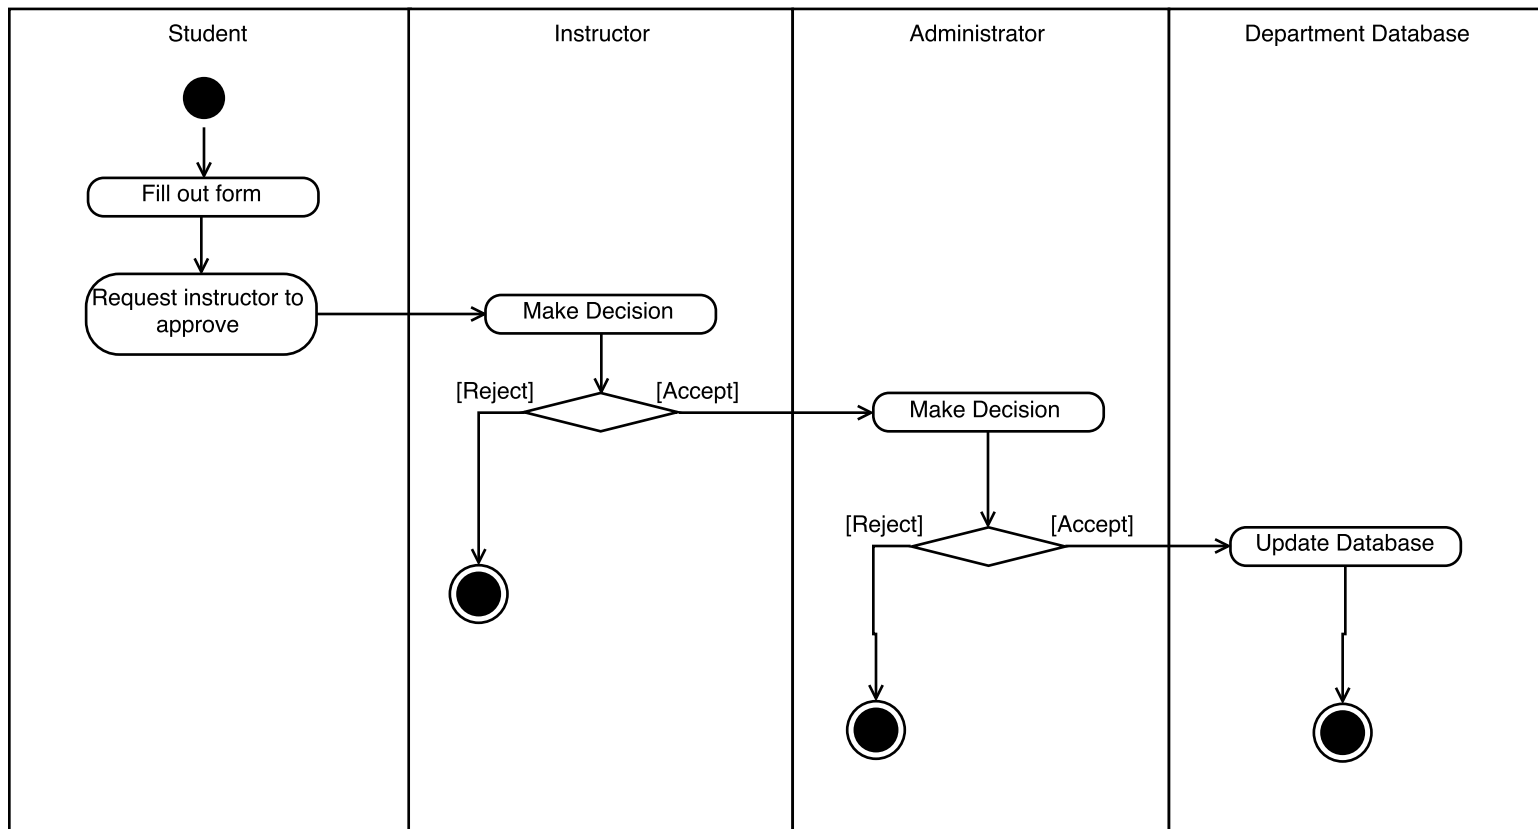 Student
Instructor
Administrator
Department Database
Fill out form
Request instructor to
approve
Make Decision
[Reject]
[Accept]
Make Decision
[Reject]
[Accept]
Update Database